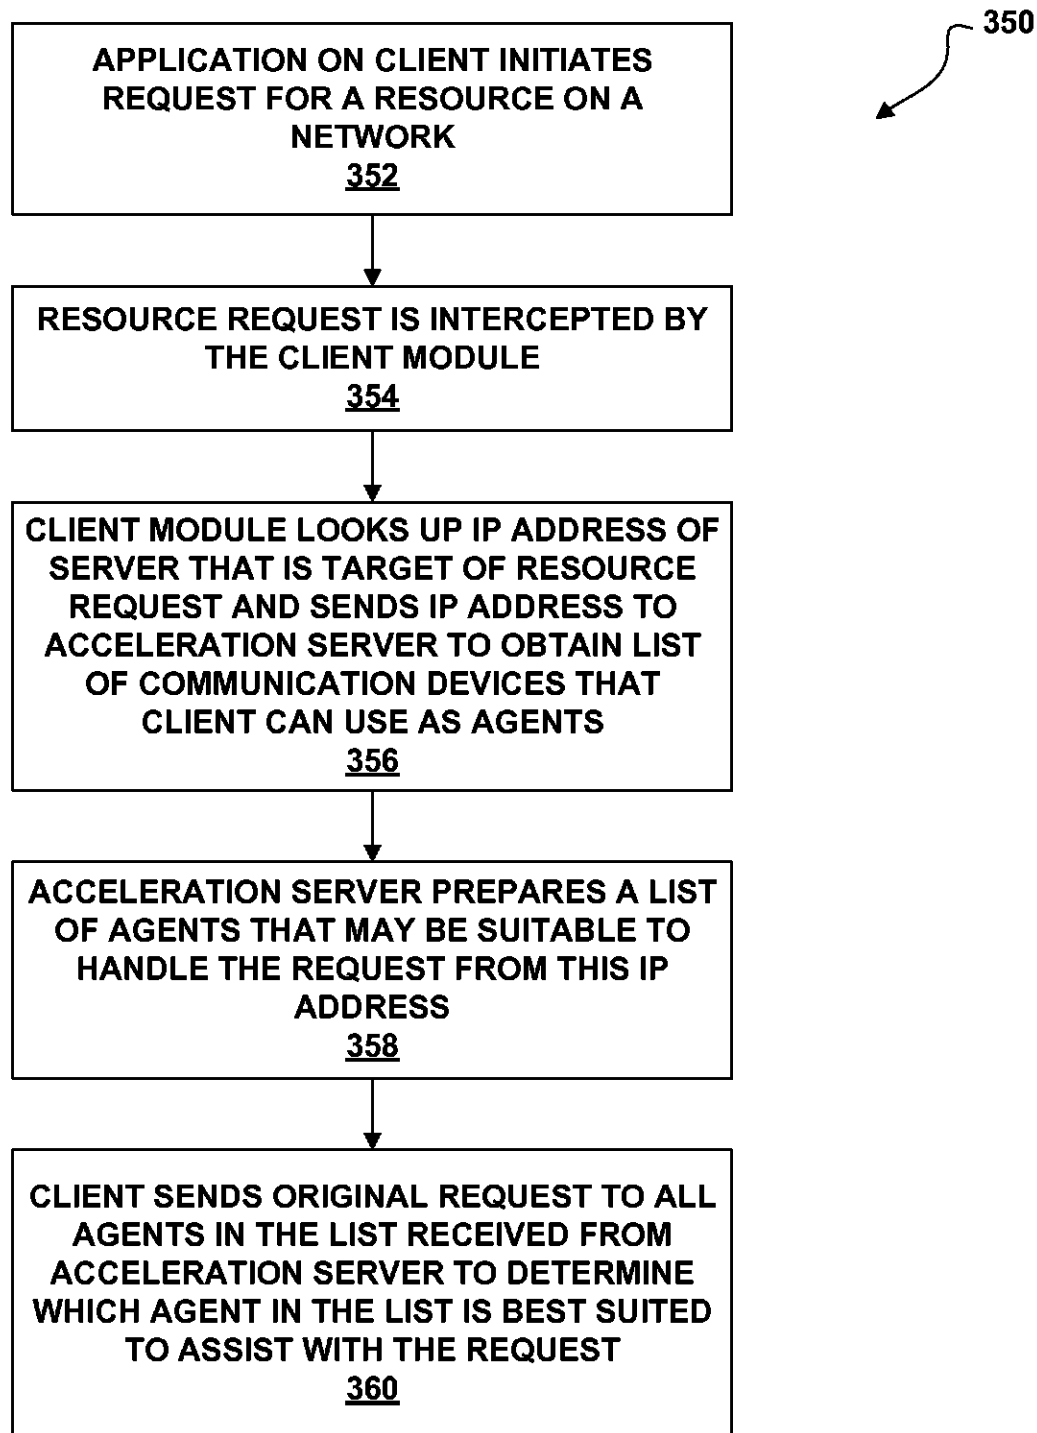 350
APPLICATION ON CLIENT INITIATES
REQUEST FOR A RESOURCE ON A
NETWORK
352
RESOURCE REQUEST IS INTERCEPTED BY
THE CLIENT MODULE
354
CLIENT MODULE LOOKS UP IP ADDRESS OF
SERVER THAT IS TARGET OF RESOURCE
REQUEST AND SENDS IP ADDRESS TO
ACCELERATION SERVER TO OBTAIN LIST
OF COMMUNICATION DEVICES THAT
CLIENT CAN USE AS AGENTS
356
ACCELERATION SERVER PREPARES A LIST
OF AGENTS THAT MAY BE SUITABLE TO
HANDLE THE REQUEST FROM THIS IP
ADDRESS
358
CLIENT SENDS ORIGINAL REQUEST TO ALL
AGENTS IN THE LIST RECEIVED FROM
ACCELERATION SERVER TO DETERMINE
WHICH AGENT IN THE LIST IS BEST SUITED
TO ASSIST WITH THE REQUEST
360